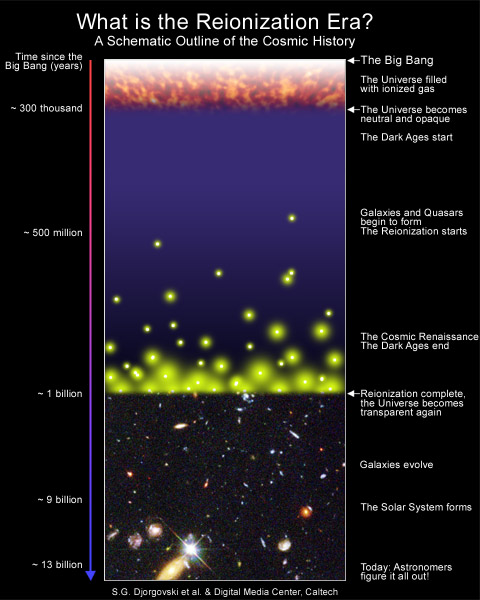 What is the Reionization Era?
A Schematic Outline of the Cosmic History
Time since the
Big Bang (years)
The Big Bang
The Universe filled
with ionized gas
~ 300 thousand
The Universe becomes
neutral and opaque
The Dark Ages start
Galaxies and Quasars
begin to form
The Reionization starts
~ 500 million
The Cosmic Renaissance
The Dark Ages end
~ 1 billion
Reionization complete,
the Universe becomes
transparent again
Galaxies evolve
~ 9 billion
The Solar System forms
~ 13 billion
Today: Astronomers
figure it all out!
S.G. Djorgovski et al. & Digital Media Center, Caltech